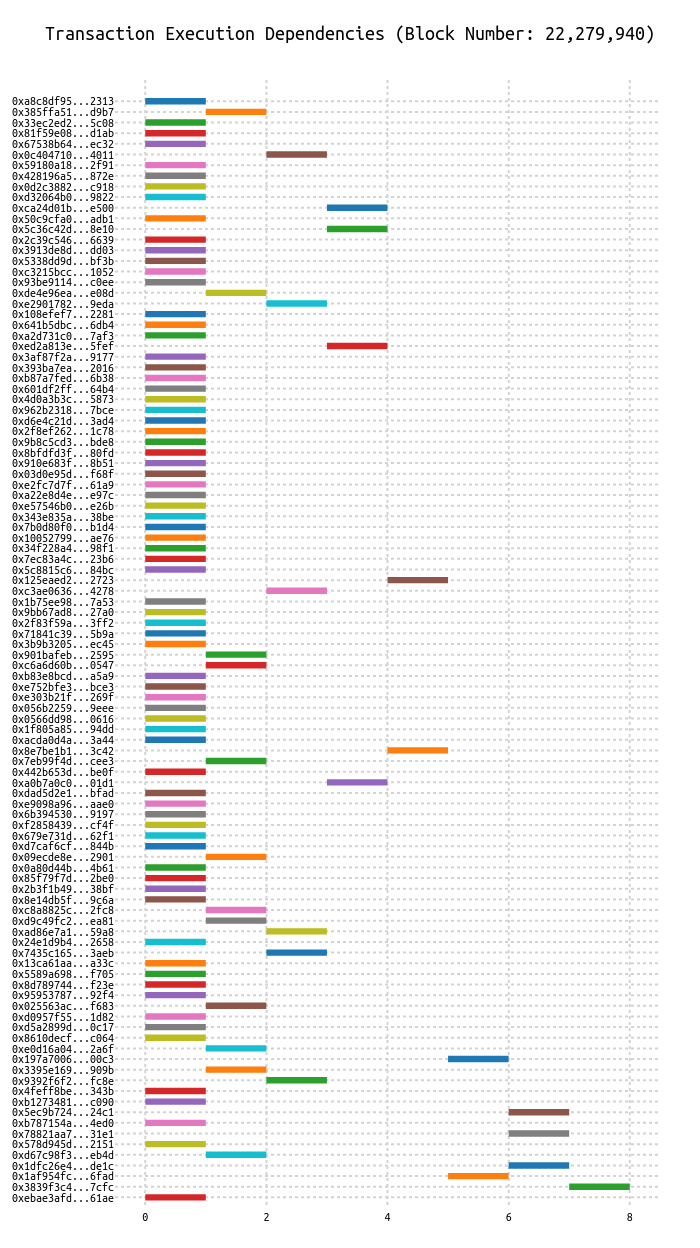 Transaction Execution Dependencies (Block Number: 22,279,940)
0xa8c8df95...2313
0x385ffa51...d9b7
0x33ec2ed2...5c08
0x81f59e08...d1ab
0x67538b64...ec32
0x0c404710...4011
0x59180a18...2f91
0x428196a5...872e
0x0d2c3882...c918
0xd32064b0...9822
0xca24d01b...e500
0x50c9cfa0...adb1
0x5c36c42d...8e10
0x2c39c546...6639
0x3913de8d...dd03
0x5338dd9d...bf3b
0xc3215bcc...1052
0x93be9114...c0ee
0xde4e96ea...e08d
0xe2901782...9eda
0x108efef7...2281
0x641b5dbc...6db4
0xa2d731c0...7af3
0xed2a813e...5fef
0x3af87f2a...9177
0x393ba7ea...2016
0xb87a7fed...6b38
0x601df2ff...64b4
0x4d0a3b3c...5873
0x962b2318...7bce
0xd6e4c21d...3ad4
0x2f8ef262...1c78
0x9b8c5cd3...bde8
0x8bfdfd3f...80fd
0x910e683f...8b51
0x03d0e95d...f68f
0xe2fc7d7f...61a9
0xa22e8d4e...e97c
0xe57546b0...e26b
0x343e835a...38be
0x7b0d80f0...b1d4
0x10052799...ae76
0x34f228a4...98f1
0x7ec83a4c...23b6
0x5c8815c6...84bc
0x125eaed2...2723
0xc3ae0636...4278
0x1b75ee98...7a53
0x9bb67ad8...27a0
0x2f83f59a...3ff2
0x71841c39...5b9a
0x3b9b3205...ec45
0x901bafeb...2595
0xc6a6d60b...0547
0xb83e8bcd...a5a9
0xe752bfe3...bce3
0xe303b21f...269f
0x056b2259...9eee
0x0566dd98...0616
0x1f805a85...94dd
0xacda0d4a...3a44
0x8e7be1b1...3c42
0x7eb99f4d...cee3
0x442b653d...be0f
0xa0b7a0c0...01d1
0xdad5d2e1...bfad
0xe9098a96...aae0
0x6b394530...9197
0xf2858439...cf4f
0x679e731d...62f1
0xd7caf6cf...844b
0x09ecde8e...2901
0x0a80d44b...4b61
0x85f79f7d...2be0
0x2b3f1b49...38bf
0x8e14db5f...9c6a
0xc8a8825c...2fc8
0xd9c49fc2...ea81
0xad86e7a1...59a8
0x24e1d9b4...2658
0x7435c165...3aeb
0x13ca61aa...a33c
0x5589a698...f705
0x8d789744...f23e
0x95953787...92f4
0x025563ac...f683
0xd0957f55...1d82
0xd5a2899d...0c17
0x8610decf...c064
0xe0d16a04...2a6f
0x197a7006...00c3
0x3395e169...909b
0x9392f6f2...fc8e
0x4feff8be...343b
0xb1273481...c090
0x5ec9b724...24c1
0xb787154a...4ed0
0x78821aa7...31e1
0x578d945d...2151
0xd67c98f3...eb4d
0x1dfc26e4...de1c
0x1af954fc...6fad
0x3839f3c4...7cfc
0xebae3afd...61ae
0 2 4 6 8